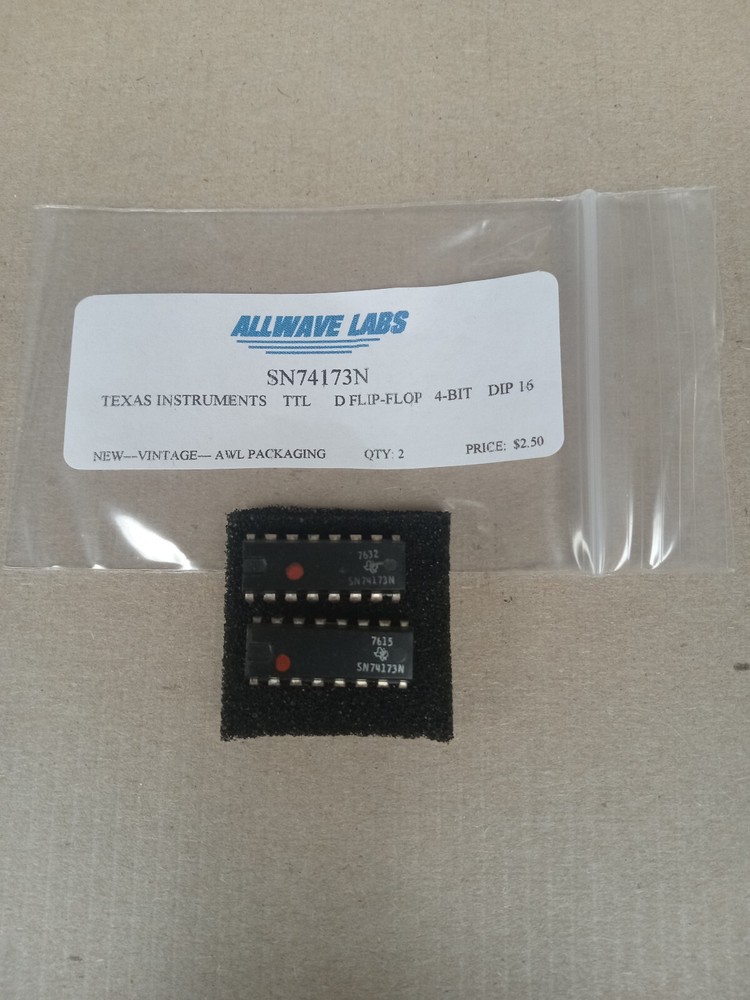 ALLWAVE LABS
SN74173N
TEXAS INSTRUMENTS TTL D FLIP-FLOP 4-BIT DIP 16
NEW—VINTAGE— AWL PACKAGING QTY: 2 PRICE: $2.50
7632
SN74173N
7615
SN74173N